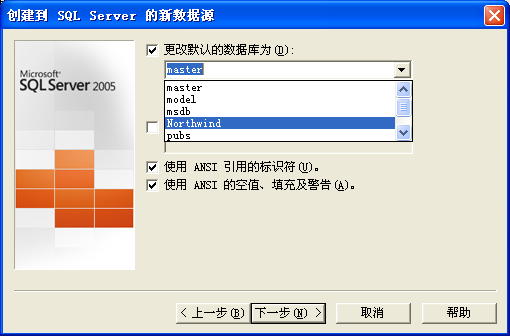 创建到 SQL Server 的新数据源
Microsoft®
SQL Server 2005
更改默认的数据库为(D):
master
master
model
msdb
Northwind
pubs
使用 ANSI 引用的标识符(U)。
使用 ANSI 的空值、填充及警告(A)。
< 上一步(B)
下一步(N) >
取消
帮助